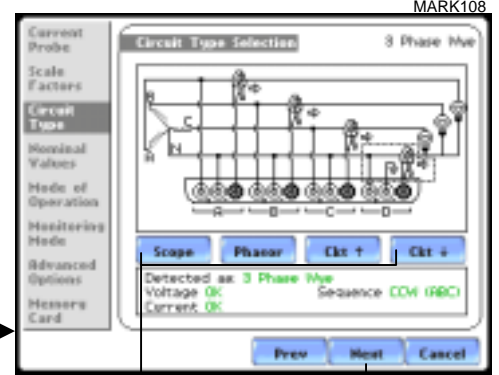 MARK108
Current
Probe
Circuit Type Selection
3 Phase Wye
Scale
Factors
Circuit
Type
Nominal
Values
Mode of
Operation
Monitoring
Mode
Advanced
Options
Memory
Card
B
C
A
N
A
B
C
D
Scope
Phasor
Ckt ↑
Ckt ↓
Detected as: 3 Phase Wye
Voltage OK
Sequence CCW (ABC)
Current OK
Prev
Next
Cancel